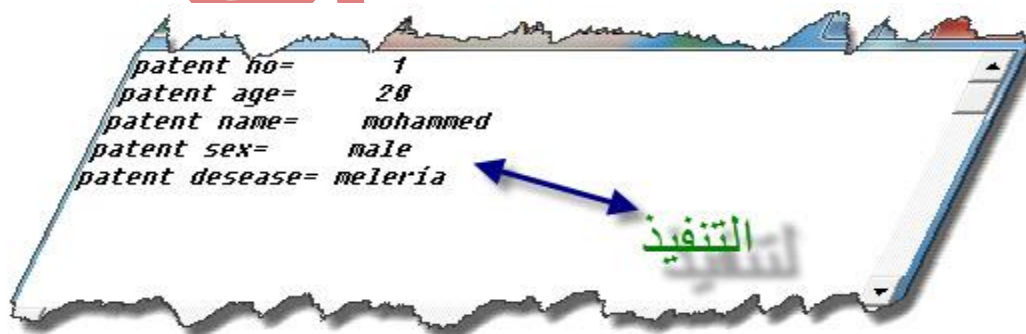 patent no= 1
patent age= 20
patent name= mohammed
patent sex= male
patent desease= meleria
التنفيذ